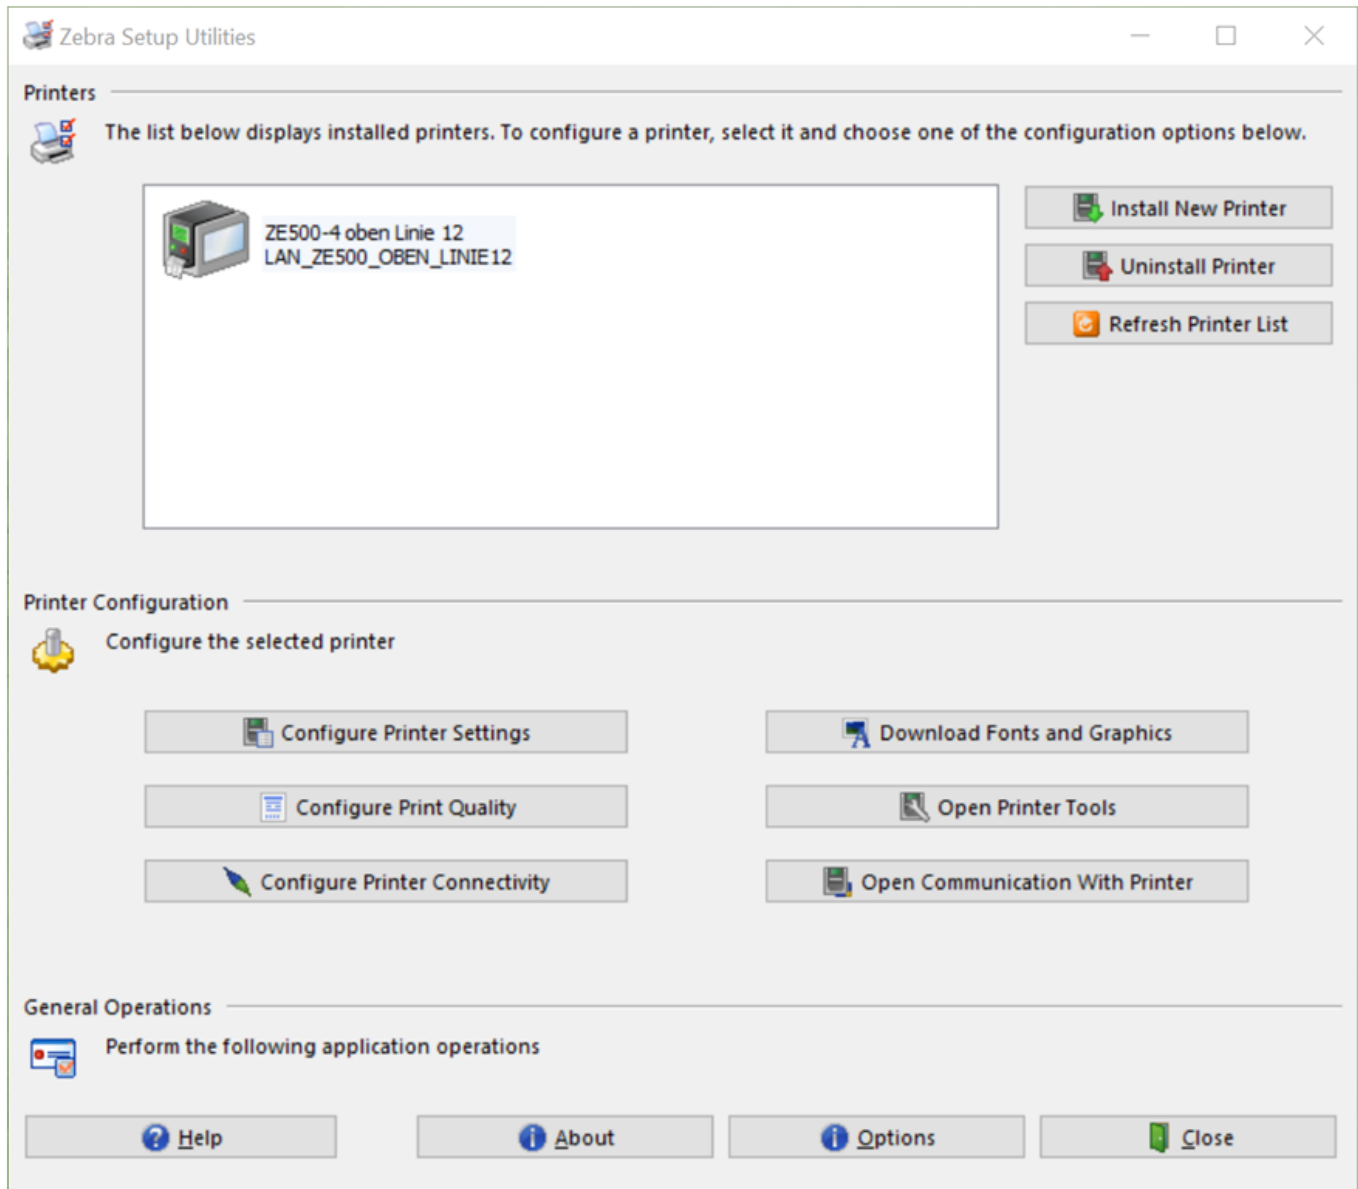 Zebra Setup Utilities
Printers
The list below displays installed printers. To configure a printer, select it and choose one of the configuration options below.
ZE500-4 oben Linie 12
LAN_ZE500_OBEN_LINIE12
Install New Printer
Uninstall Printer
Refresh Printer List
Printer Configuration
Configure the selected printer
Configure Printer Settings
Download Fonts and Graphics
Configure Print Quality
Open Printer Tools
Configure Printer Connectivity
Open Communication With Printer
General Operations
Perform the following application operations
Help
About
Options
Close